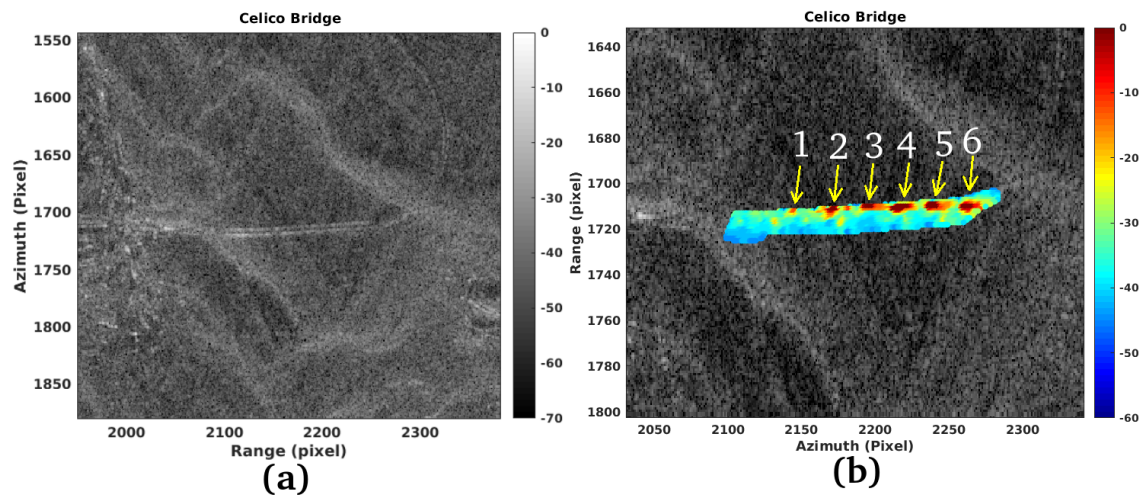 Celico Bridge
1550
1600
1650
1700
1750
1800
1850
Azimuth (Pixel)
2000 2100 2200 2300
Range (pixel)
0
-10
-20
-30
-40
-50
-60
-70
(a)
Celico Bridge
1640
1660
1680
1700
1720
1740
1760
1780
1800
Range (Pixel)
1 2 3 4 5 6
2050 2100 2150 2200 2250 2300
Azimuth (Pixel)
0
-10
-20
-30
-40
-50
-60
(b)